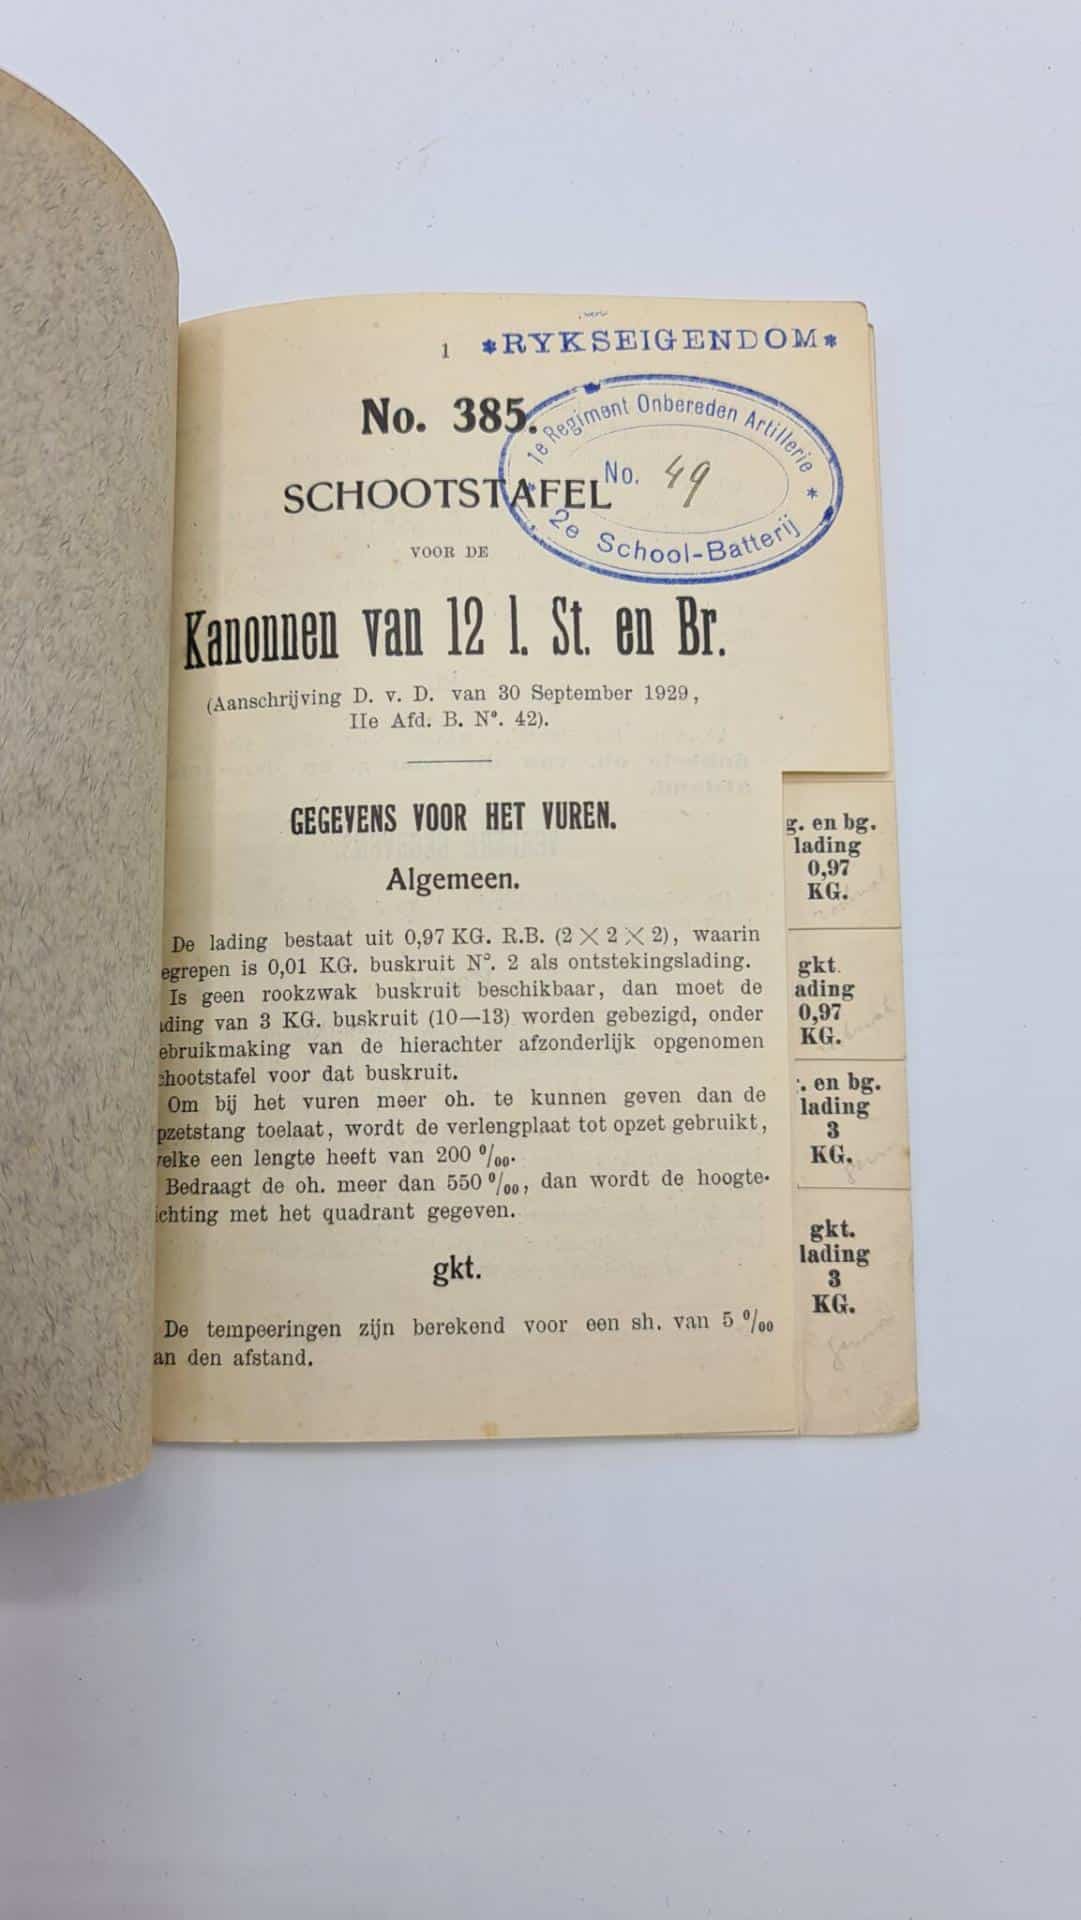 1
*RYKSEIGENDOM*
No. 385.
* 1e Regiment Onbereden Artillerie *
No. 49
2e School-Batterij
SCHOOTSTAFEL
VOOR DE
Kanonnen van 12 l. St. en Br.
(Aanschrijving D. v. D. van 30 September 1929,
IIe Afd. B. N°. 42).
GEGEVENS VOOR HET VUREN.
Algemeen.
De lading bestaat uit 0,97 KG. R.B. (2 × 2 × 2), waarin
egrepen is 0,01 KG. buskruit N°. 2 als ontstekingslading.
Is geen rookzwak buskruit beschikbaar, dan moet de
ading van 3 KG. buskruit (10—13) worden gebezigd, onder
ebruikmaking van de hierachter afzonderlijk opgenomen
chootstafel voor dat buskruit.
Om bij het vuren meer oh. te kunnen geven dan de
pzetstang toelaat, wordt de verlengplaat tot opzet gebruikt,
elke een lengte heeft van 200 ⁰/₀₀.
Bedraagt de oh. meer dan 550 ⁰/₀₀, dan wordt de hoogte-
ichting met het quadrant gegeven.
gkt.
De tempeeringen zijn berekend voor een sh. van 5 ⁰/₀₀
an den afstand.
g. en bg.
lading
0,97
KG.
gkt.
ading
0,97
KG.
. en bg.
lading
3
KG.
gkt.
lading
3
KG.